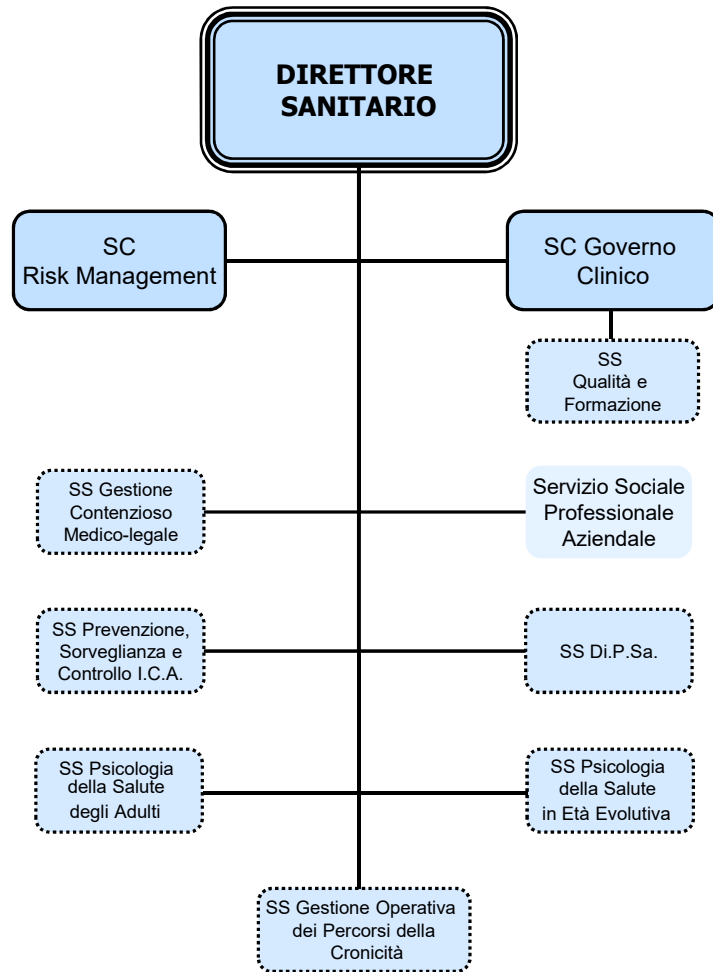 DIRETTORE
SANITARIO
SC
Risk Management
SC Governo
Clinico
SS
Qualità e
Formazione
SS Gestione
Contenzioso
Medico-legale
Servizio Sociale
Professionale
Aziendale
SS Prevenzione,
Sorveglianza e
Controllo I.C.A.
SS Di.P.Sa.
SS Psicologia
della Salute
degli Adulti
SS Psicologia
della Salute
in Età Evolutiva
SS Gestione Operativa
dei Percorsi della
Cronicità